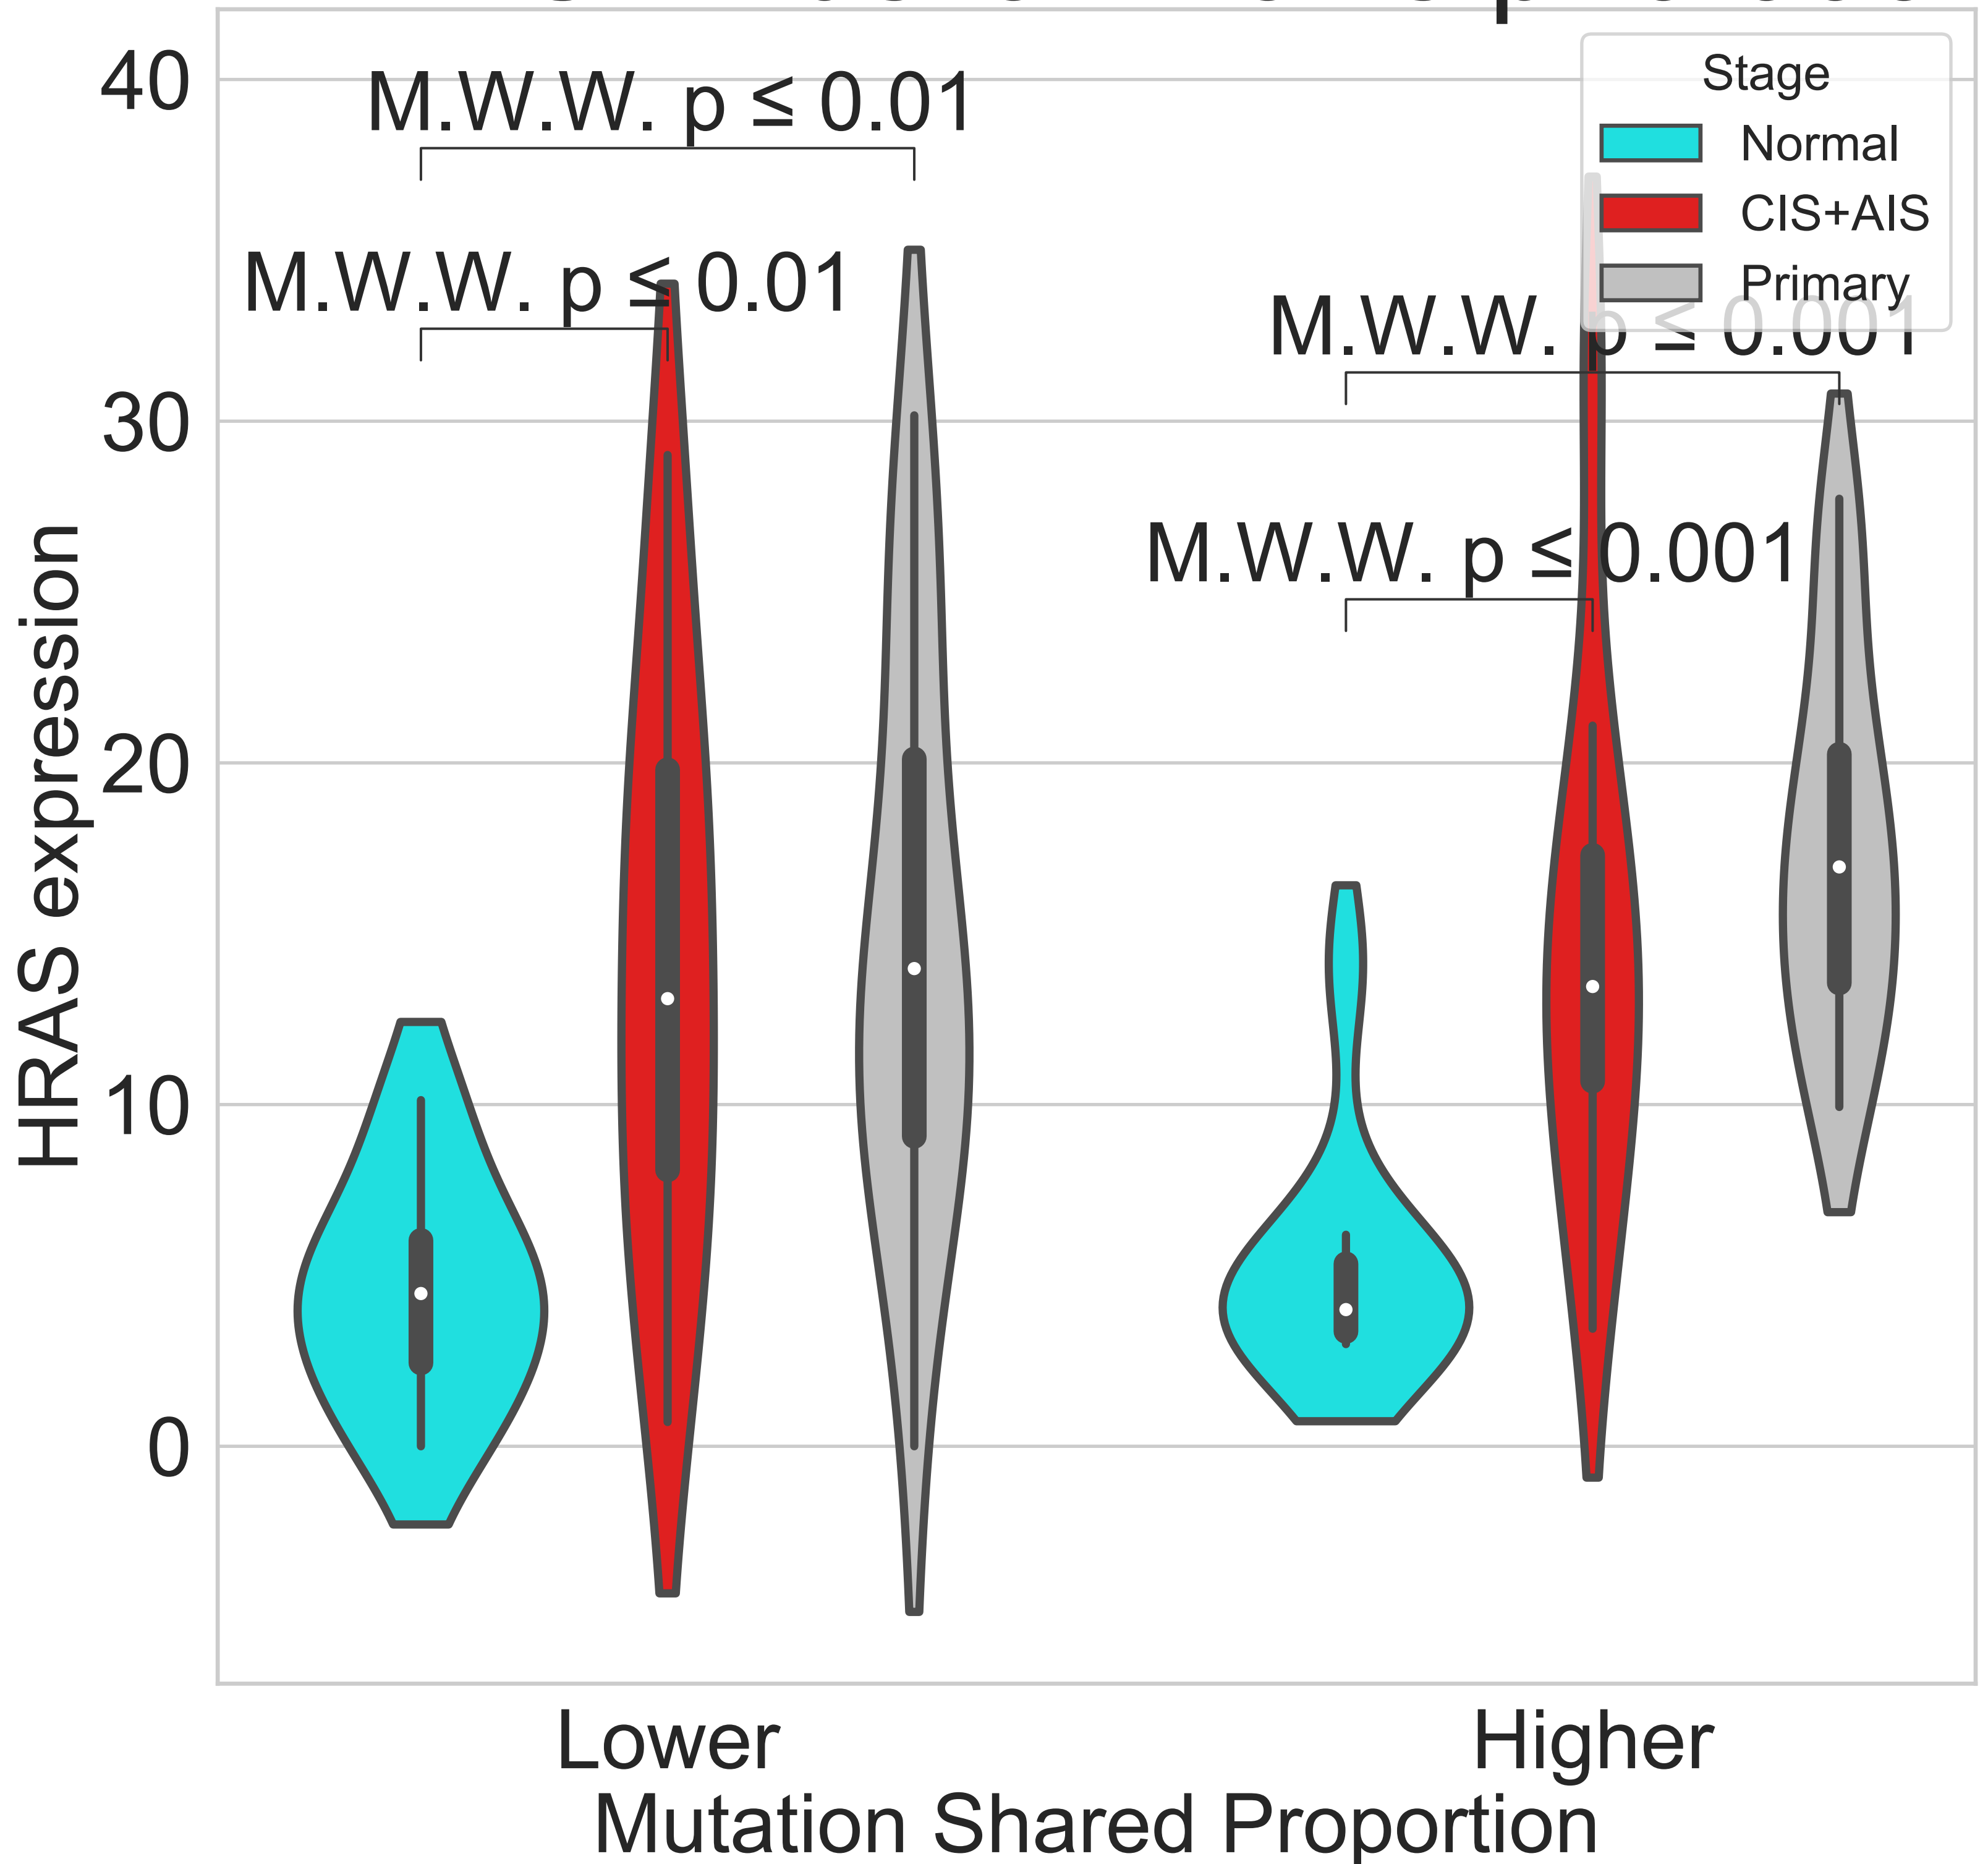 Stage
Normal
CIS+AIS
Primary
M.W.W. p ≤ 0.01
M.W.W. p ≤ 0.01
M.W.W. p ≤ 0.001
M.W.W. p ≤ 0.001
40
30
20
10
0
HRAS expression
Lower
Higher
Mutation Shared Proportion